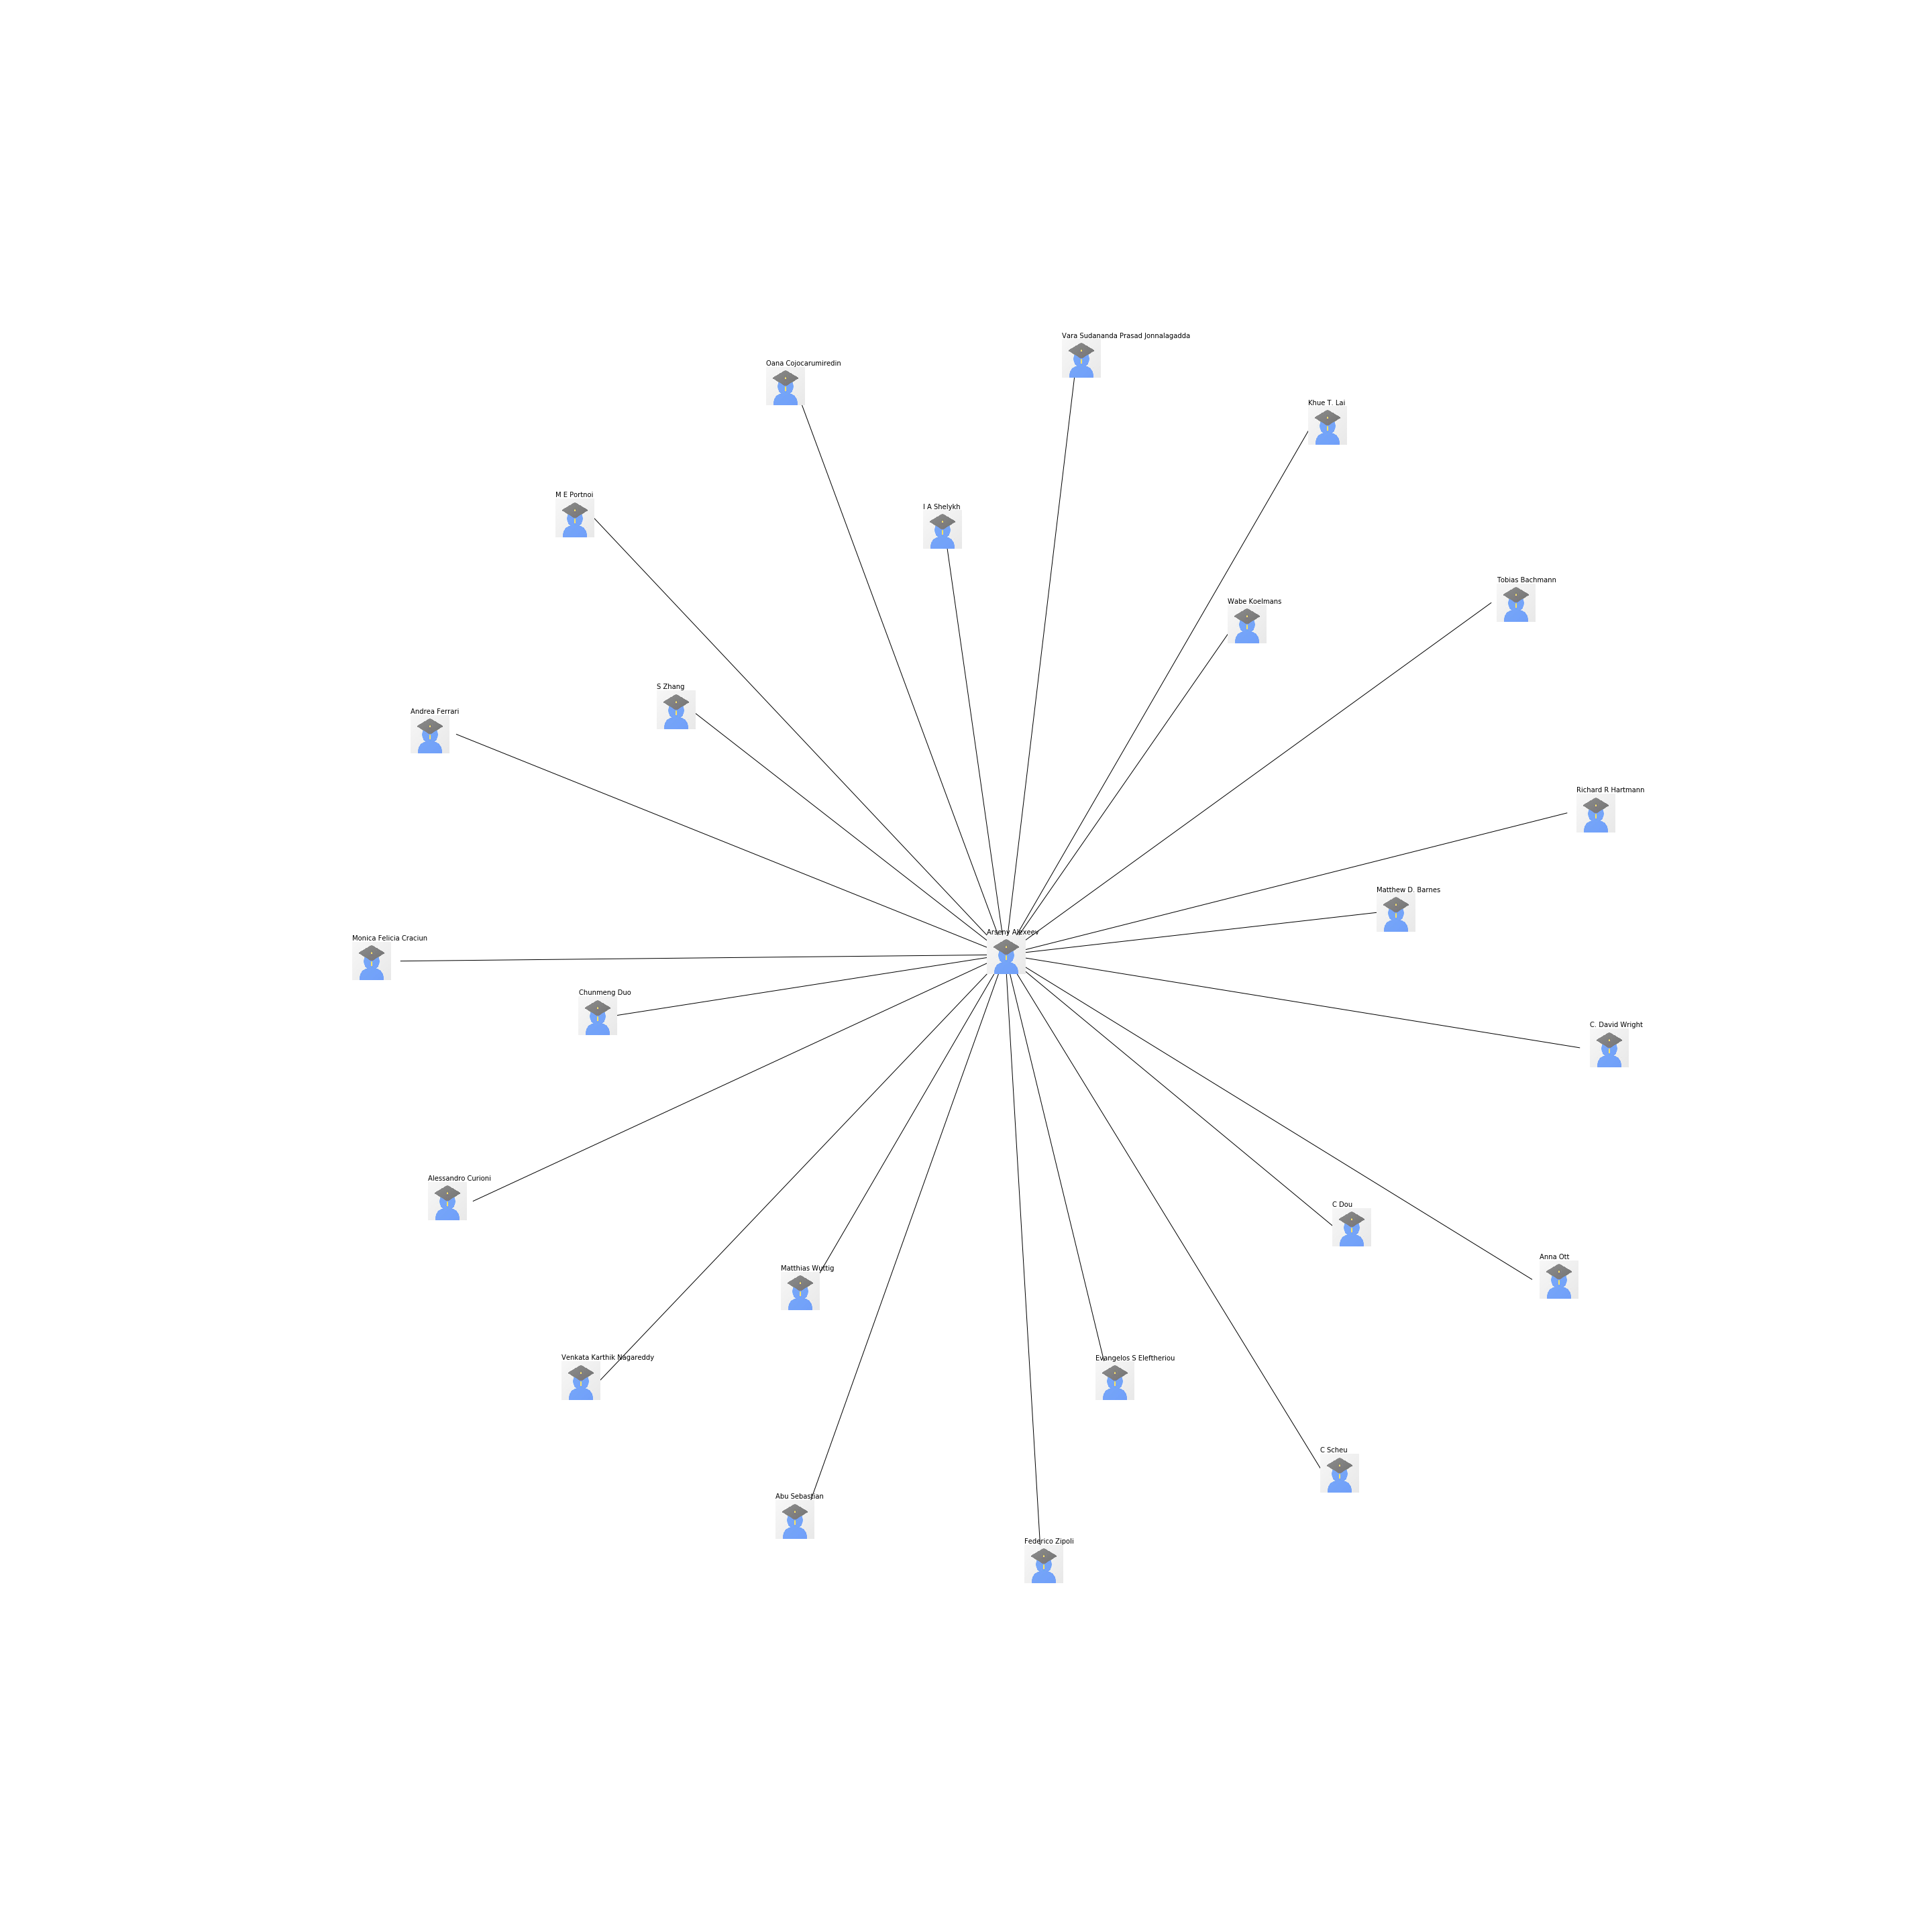 Vara Sudananda Prasad Jonnalagadda
Oana Cojocarumiredin
Khue T. Lai
M E Portnoi
I A Shelykh
Tobias Bachmann
Wabe Koelmans
S Zhang
Andrea Ferrari
Richard R Hartmann
Matthew D. Barnes
Arseny Alexeev
Monica Felicia Craciun
Chunmeng Duo
C. David Wright
Alessandro Curioni
C Dou
Anna Ott
Matthias Wuttig
Venkata Karthik Nagareddy
Evangelos S Eleftheriou
C Scheu
Abu Sebastian
Federico Zipoli